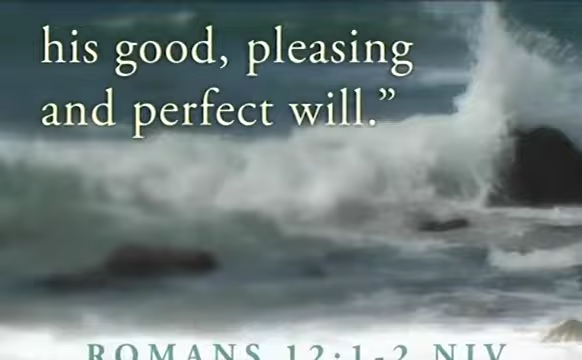 his good, pleasing
and perfect will.”
ROMANS 12:1-2 NIV